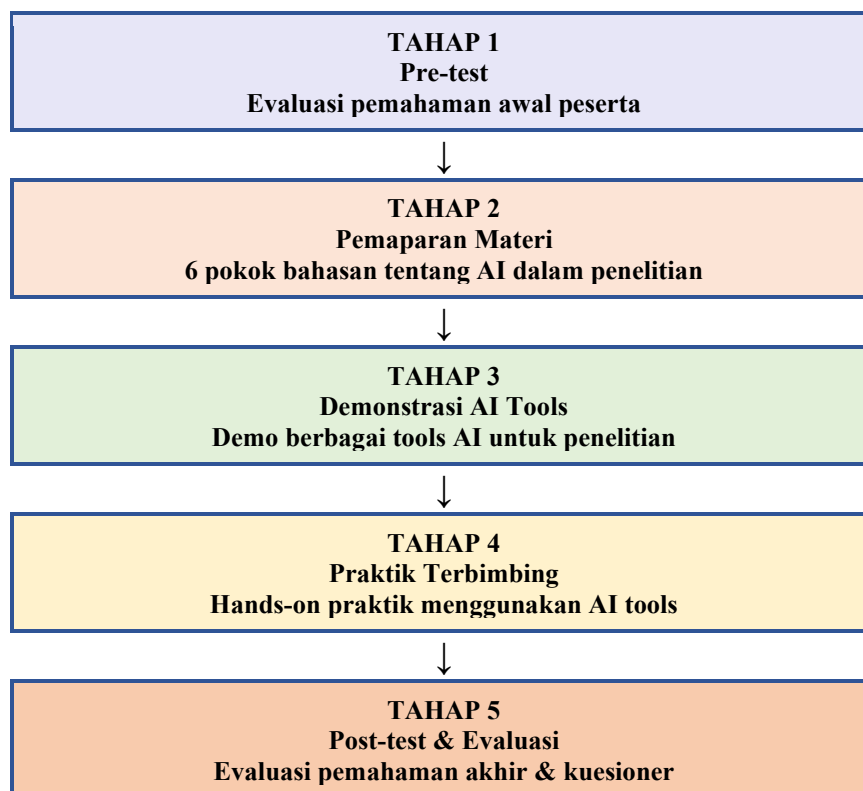 TAHAP 1
Pre-test
Evaluasi pemahaman awal peserta
↓
TAHAP 2
Pemaparan Materi
6 pokok bahasan tentang AI dalam penelitian
↓
TAHAP 3
Demonstrasi AI Tools
Demo berbagai tools AI untuk penelitian
↓
TAHAP 4
Praktik Terbimbing
Hands-on praktik menggunakan AI tools
↓
TAHAP 5
Post-test & Evaluasi
Evaluasi pemahaman akhir & kuesioner